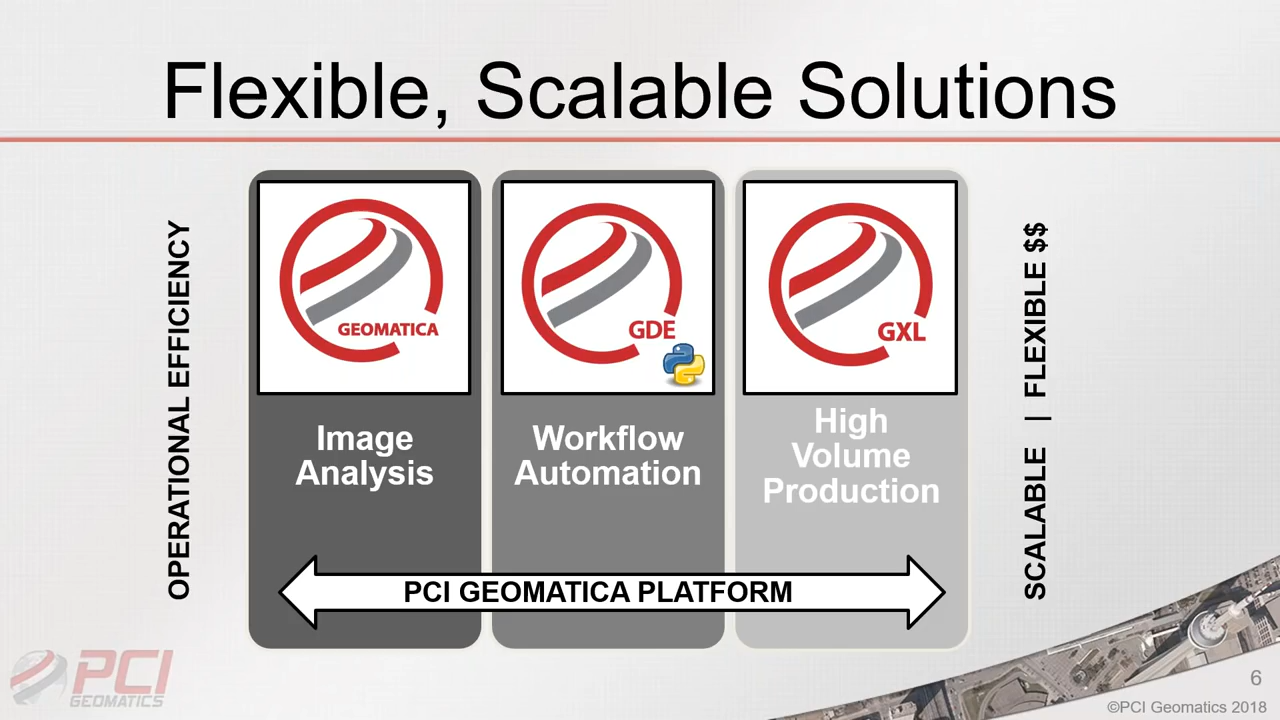 Flexible, Scalable Solutions
OPERATIONAL EFFICIENCY
GEOMATICA
Image
Analysis
GDE
Workflow
Automation
GXL
High
Volume
Production
SCALABLE | FLEXIBLE $$
PCI GEOMATICA PLATFORM
PCI
GEOMATICS
6
©PCI Geomatics 2018